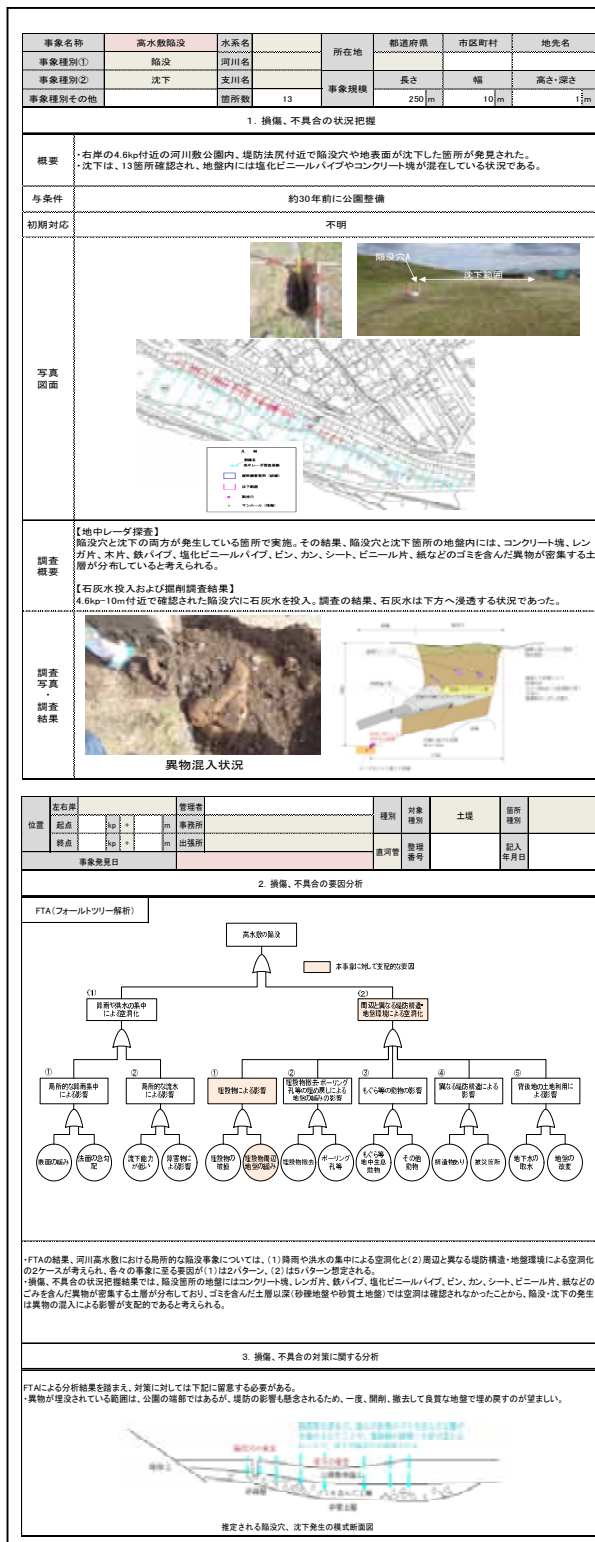 事象名称 高水敷陥没 水系名 所在地 都道府県 市区町村 地先名
事象種別① 陥没 河川名
事象種別② 沈下 支川名 事象規模 長さ 幅 高さ・深さ
事象種別その他 箇所数 13 250 m 10 m 1 m
1. 損傷、不具合の状況把握
概要
・右岸の4.6kp付近の河川敷公園内、堤防法尻付近で陥没穴や地表面が沈下した箇所が発見された。
・沈下は、13箇所確認され、地盤内には塩化ビニールパイプやコンクリート塊が混在している状況である。
与条件 約30年前に公園整備
初期対応 不明
写真
図面
陥没穴A
沈下範囲
調査
概要
【地中レーダ探査】
陥没穴と沈下の両方が発生している箇所で実施。その結果、陥没穴と沈下箇所の地盤内には、コンクリート塊、レン
ガ片、木片、鉄パイプ、塩化ビニールパイプ、ビン、カン、シート、ビニール片、紙などのゴミを含んだ異物が密集する土
層が分布していると考えられる。
【石灰水投入および掘削調査結果】
4.6kp-10m付近で確認された陥没穴に石灰水を投入。調査の結果、石灰水は下方へ浸透する状況であった。
調査
写真
・
調査
結果
異物混入状況
位置 左右岸 管理者 種別 対象種別 土堤 箇所種別
起点 kp + m 事務所
終点 kp + m 出張所 直河管 整理番号 記入年月日
事象発見日
2. 損傷、不具合の要因分析
FTA(フォールトツリー解析)
高水敷の陥没
本事象に対して支配的な要因
(1)
降雨や洪水の集中
による空洞化
(2)
周辺と異なる堤防構造・
地盤環境による空洞化
①
局所的な降雨集中
による影響
②
局所的な流水
による影響
①
埋設物による影響
②
埋設物撤去・ボーリング
孔等の埋め戻しによる
地盤の緩みの影響
③
もぐら等の動物の影響
④
異なる堤防構造による
影響
⑤
背後地の土地利用に
よる影響
表面の緩み
法面の急勾配
流下能力が低い
障害物による影響
埋設物の破損
埋設物周辺地盤の緩み
埋設物撤去
ボーリング孔等
もぐら等地中生息動物
その他動物
構造物あり
被災箇所
地下水の取水
地盤の改変
・FTAの結果、河川高水敷における局所的な陥没事象については、(1)降雨や洪水の集中による空洞化と(2)周辺と異なる堤防構造・地盤環境による空洞化
の2ケースが考えられ、各々の事象に至る要因が(1)は2パターン、(2)は5パターン想定される。
・損傷、不具合の状況把握結果では、陥没箇所の地盤にはコンクリート塊、レンガ片、鉄パイプ、塩化ビニールパイプ、ビン、カン、シート、ビニール片、紙などの
ごみを含んだ異物が密集する土層が分布しており、ゴミを含んだ土層以深(砂礫地盤や砂質土地盤)では空洞は確認されなかったことから、陥没・沈下の発生
は異物の混入による影響が支配的であると考えられる。
3. 損傷、不具合の対策に関する分析
FTAによる分析結果を踏まえ、対策に対しては下記に留意する必要がある。
・異物が埋没されている範囲は、公園の端部ではあるが、堤防の影響も懸念されるため、一度、開削、撤去して良質な地盤で埋め戻すのが望ましい。
推定される陥没穴、沈下発生の模式断面図